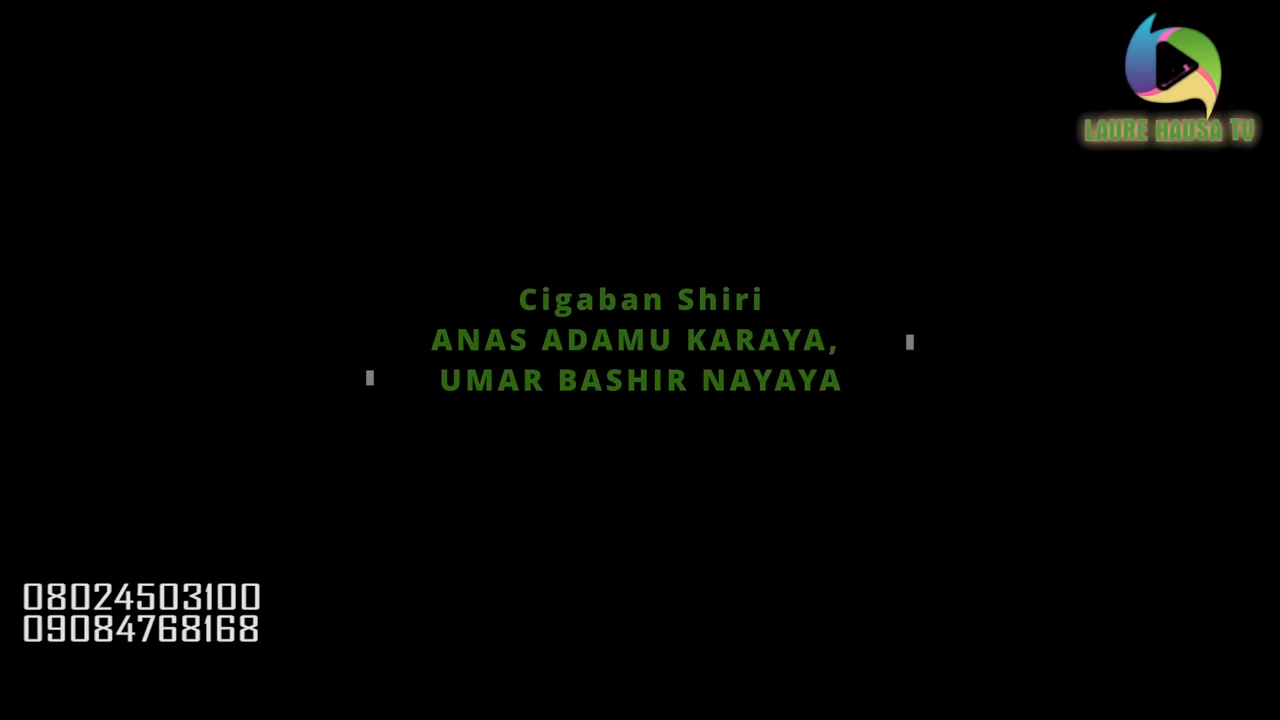 LAURE HAUSA TV
Cigaban Shiri
ANAS ADAMU KARAYA,
UMAR BASHIR NAYAYA
08024503100
09084768168